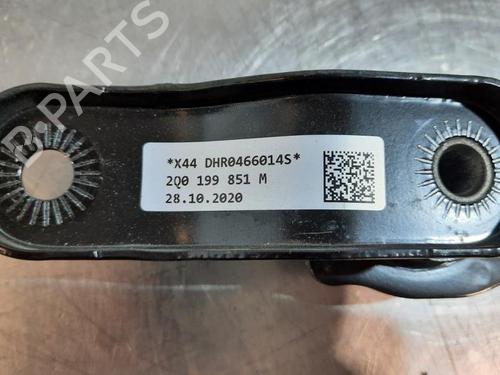 *X44 DHR0466014S*
2Q0 199 851 M
28.10.2020
B-PARTS